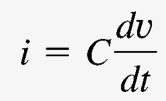 i = C dv/dt